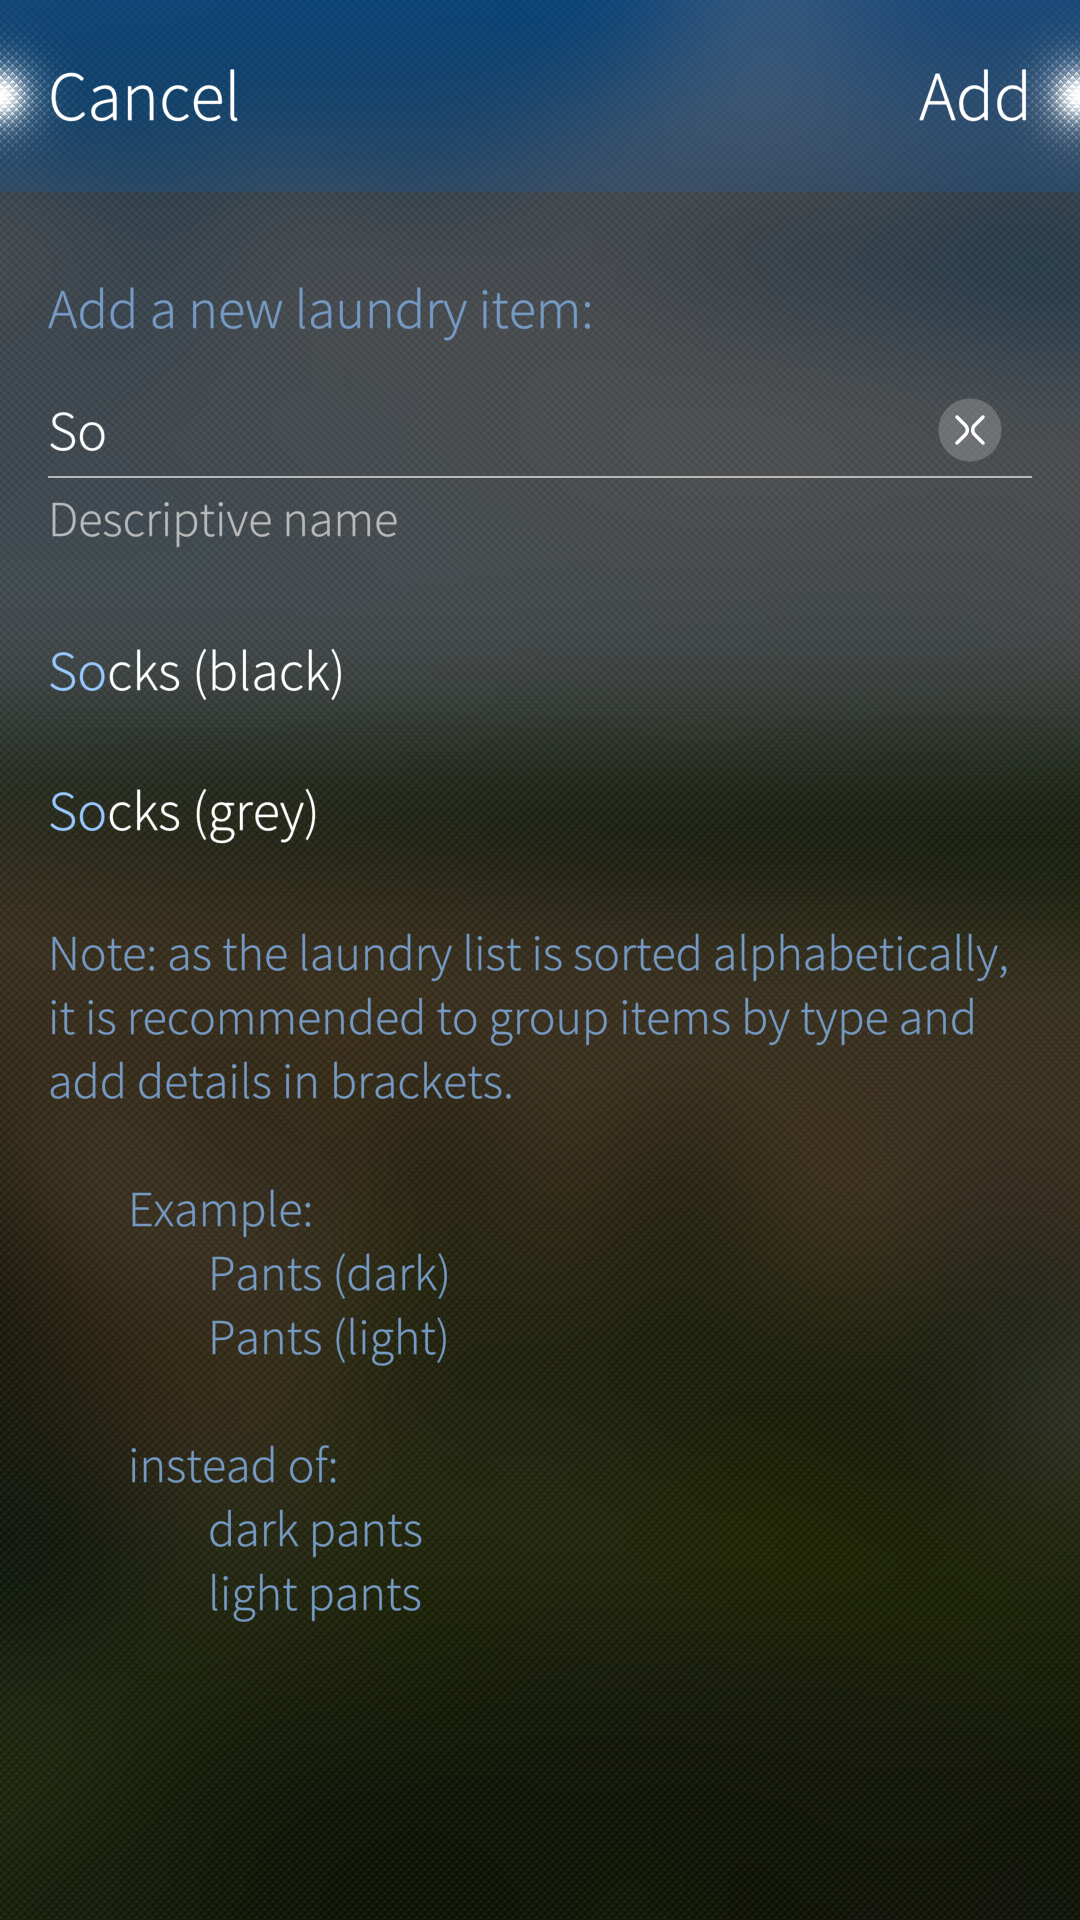 Cancel
Add
Add a new laundry item:
So
Descriptive name
Socks (black)
Socks (grey)
Note: as the laundry list is sorted alphabetically,
it is recommended to group items by type and
add details in brackets.
Example:
Pants (dark)
Pants (light)
instead of:
dark pants
light pants